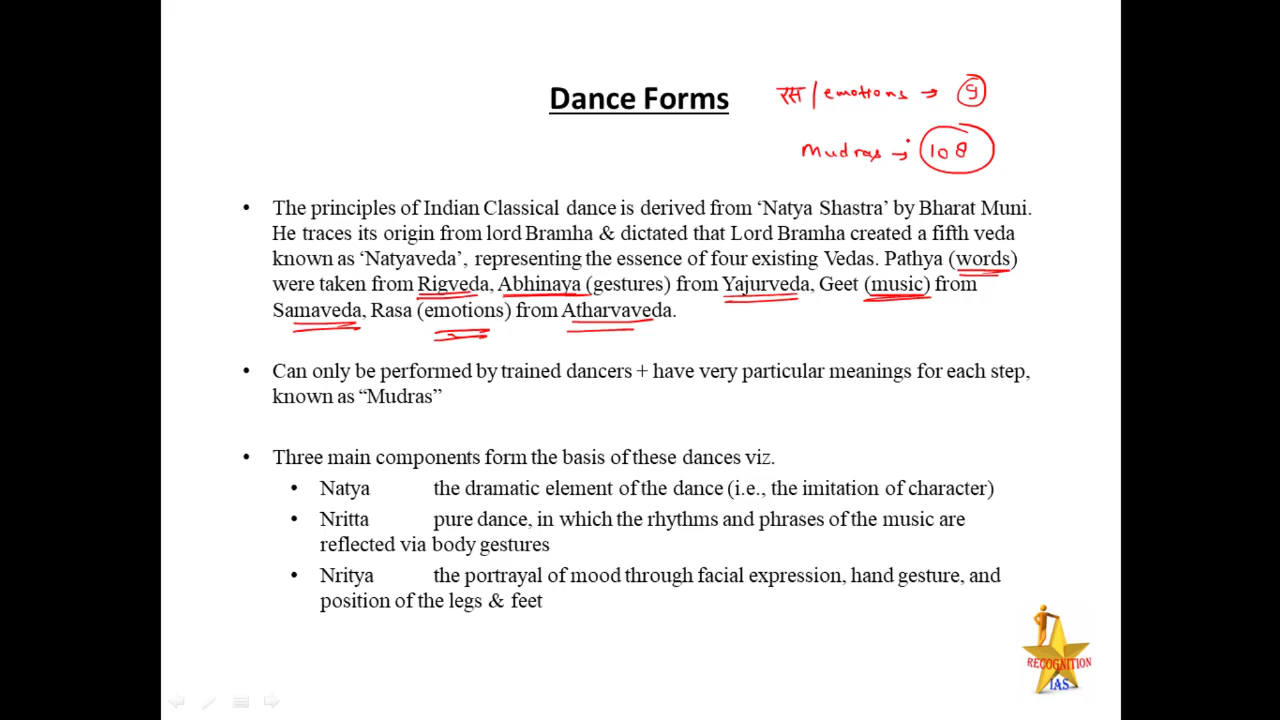 Dance Forms
रस / emotions → 9
Mudras → 108
• The principles of Indian Classical dance is derived from ‘Natya Shastra’ by Bharat Muni.
He traces its origin from lord Bramha & dictated that Lord Bramha created a fifth veda
known as ‘Natyaveda’, representing the essence of four existing Vedas. Pathya (words)
were taken from Rigveda, Abhinaya (gestures) from Yajurveda, Geet (music) from
Samaveda, Rasa (emotions) from Atharvaveda.
• Can only be performed by trained dancers + have very particular meanings for each step,
known as “Mudras”
• Three main components form the basis of these dances viz.
• Natya the dramatic element of the dance (i.e., the imitation of character)
• Nritta pure dance, in which the rhythms and phrases of the music are
reflected via body gestures
• Nritya the portrayal of mood through facial expression, hand gesture, and
position of the legs & feet
RECOGNITION
IAS